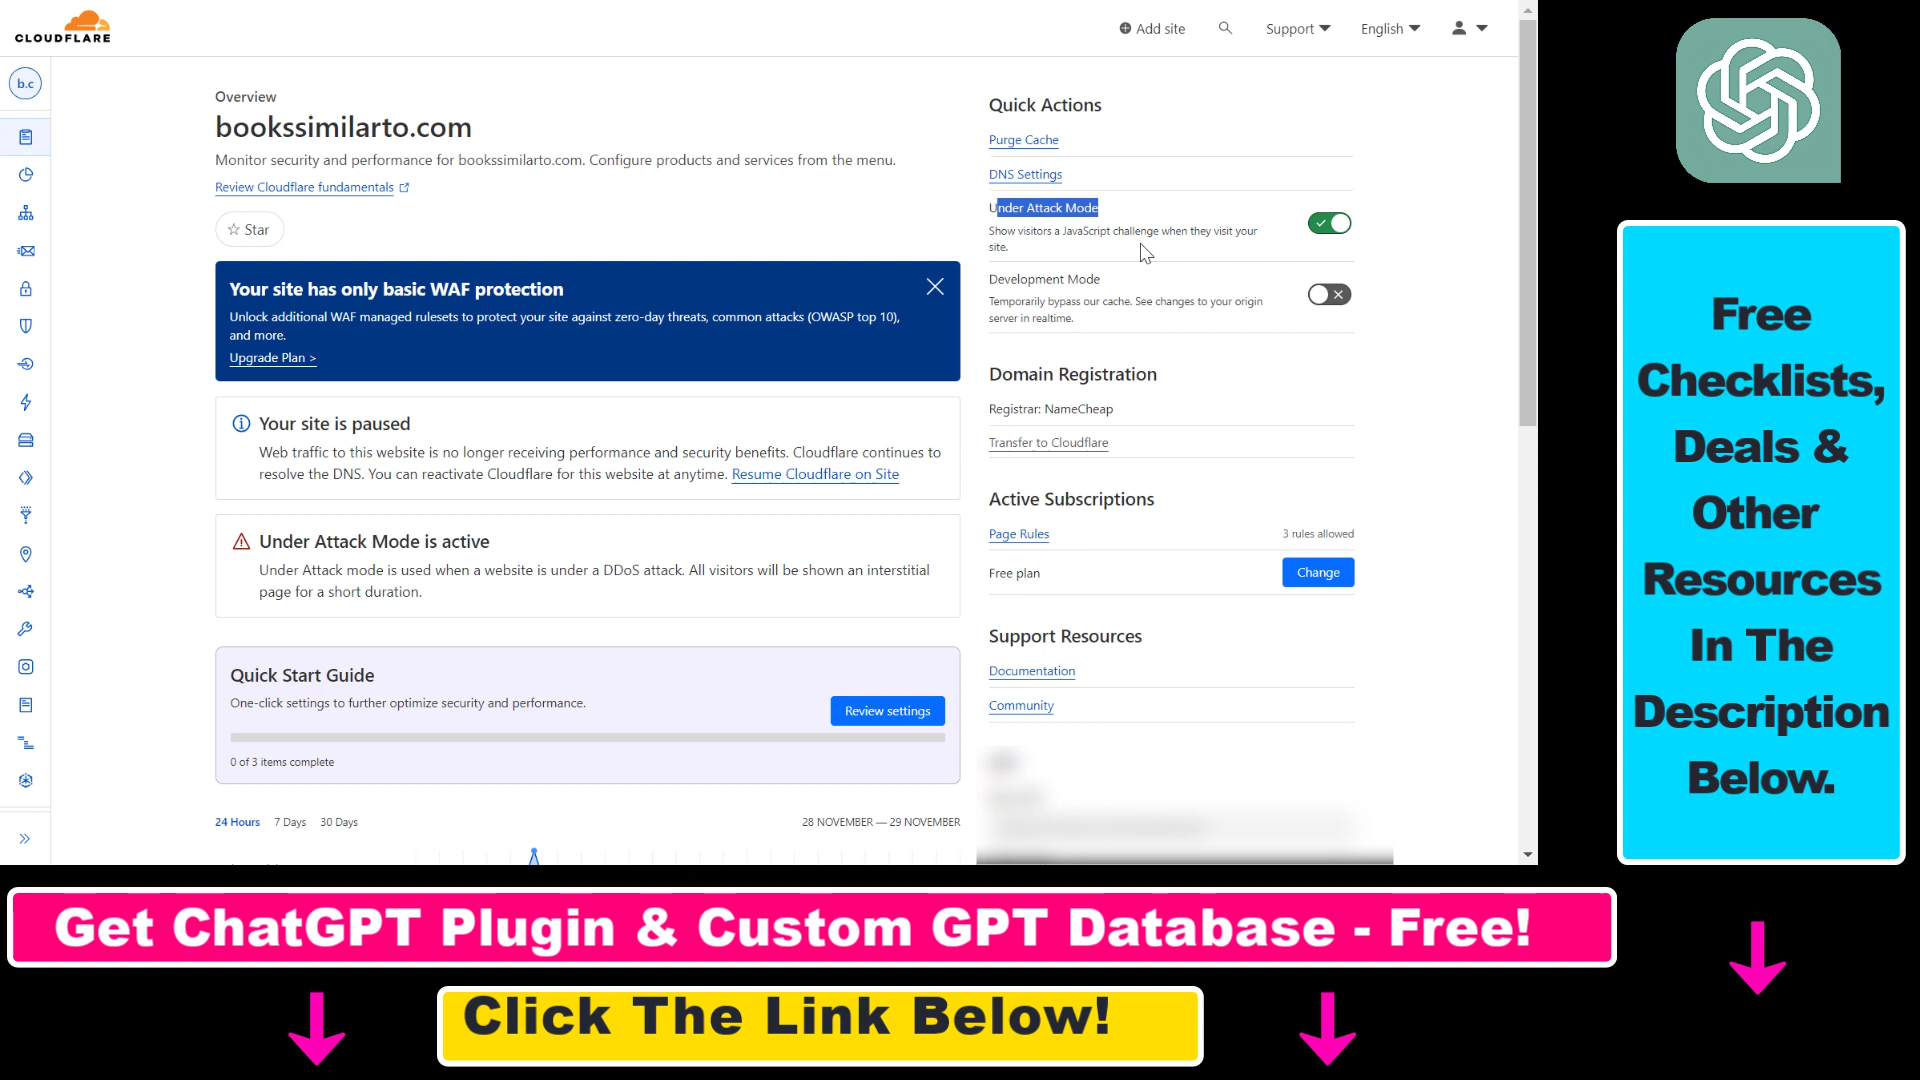 CLOUDFLARE
Add site
Support
English
b.c
Overview
bookssimilarto.com
Monitor security and performance for bookssimilarto.com. Configure products and services from the menu.
Review Cloudflare fundamentals
Star
Your site has only basic WAF protection
Unlock additional WAF managed rulesets to protect your site against zero-day threats, common attacks (OWASP top 10),
and more.
Upgrade Plan >
Your site is paused
Web traffic to this website is no longer receiving performance and security benefits. Cloudflare continues to
resolve the DNS. You can reactivate Cloudflare for this website at anytime. Resume Cloudflare on Site
Under Attack Mode is active
Under Attack mode is used when a website is under a DDoS attack. All visitors will be shown an interstitial
page for a short duration.
Quick Start Guide
One-click settings to further optimize security and performance.
Review settings
0 of 3 items complete
24 Hours 7 Days 30 Days
28 NOVEMBER — 29 NOVEMBER
Quick Actions
Purge Cache
DNS Settings
Under Attack Mode
Show visitors a JavaScript challenge when they visit your
site.
Development Mode
Temporarily bypass our cache. See changes to your origin
server in realtime.
Domain Registration
Registrar: NameCheap
Transfer to Cloudflare
Active Subscriptions
Page Rules
3 rules allowed
Free plan
Change
Support Resources
Documentation
Community
Free
Checklists,
Deals &
Other
Resources
In The
Description
Below.
Get ChatGPT Plugin & Custom GPT Database - Free!
Click The Link Below!